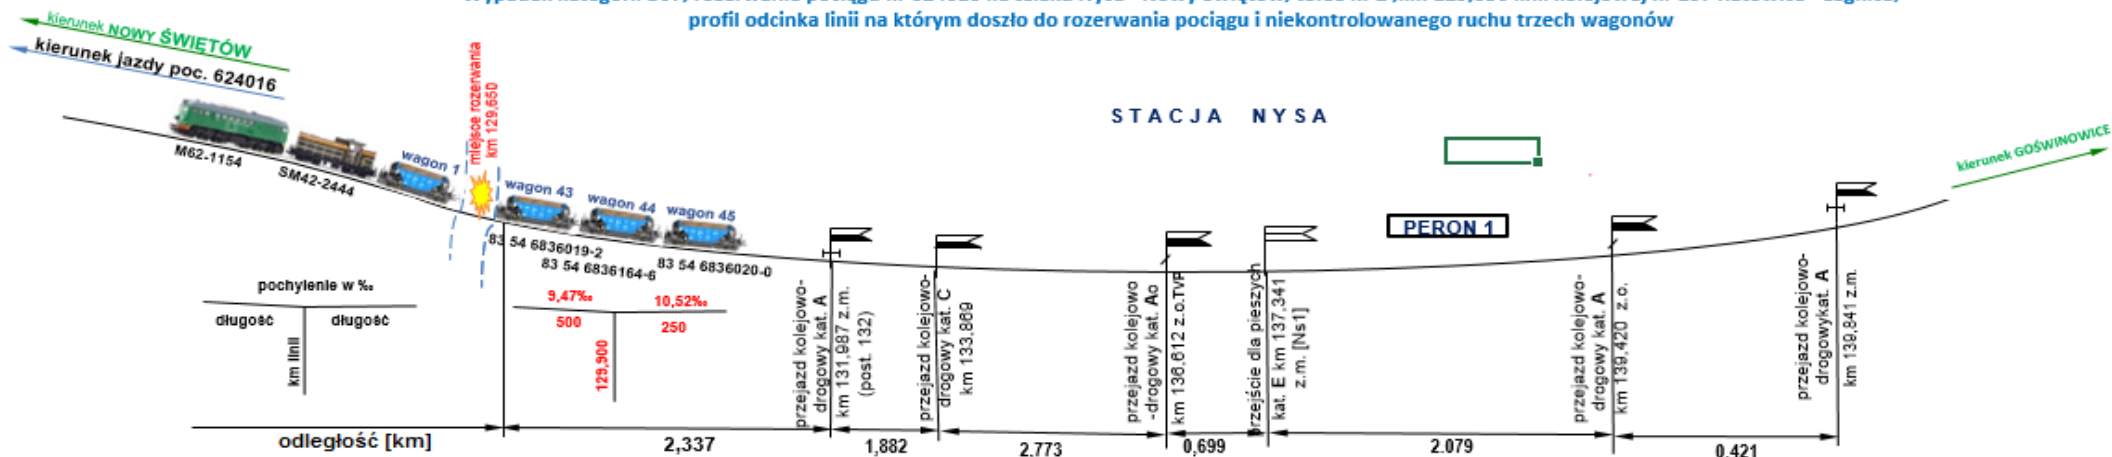 profil odcinka linii na którym doszło do rozerwania pociągu i niekontrolowanego ruchu trzech wagonów
kierunek NOWY ŚWIĘTÓW
kierunek jazdy poc. 624016
miejsce rozerwania
km 129,650
STACJA NYSA
kierunek GOŚWINOWICE
M62-1154
SM42-2444
wagon 1
wagon 43
wagon 44
wagon 45
83 54 6836019-2
83 54 6836164-6
83 54 6836020-0
PERON 1
pochylenie w ‰
długość
długość
km linii
9,47‰
10,52‰
500
250
129,900
przejazd kolejowo-
drogowy kat. A
km 131,987 z.m.
(post. 132)
przejazd kolejowo-
drogowy kat. C
km 133,869
przejazd kolejowo
-drogowy kat. Ao
km 136,612 z.o.TVP
przejście dla pieszych
kat. E km 137,341
z.m. [Ns1]
przejazd kolejowo-
drogowy kat. A
km 139,420 z.o.
przejazd kolejowo-
drogowykat. A
km 139,841 z.m.
odległość [km]
2,337
1,882
2,773
0,699
2.079
0,421